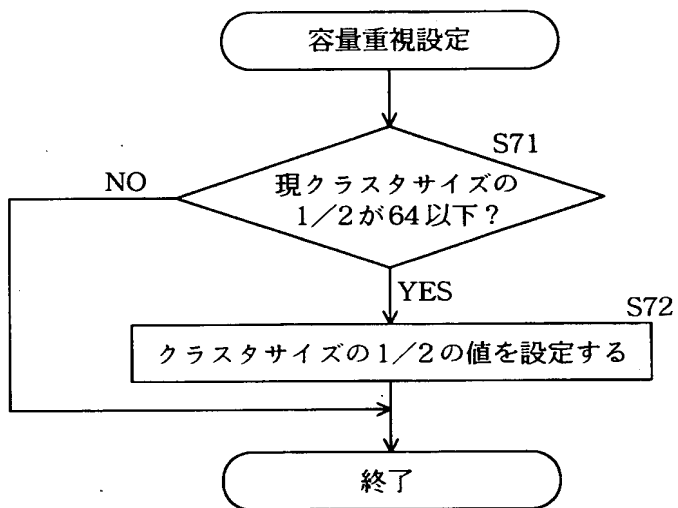 容量重視設定
S71
NO
現クラスタサイズの
1／2が64以下？
YES
S72
クラスタサイズの1／2の値を設定する
終了